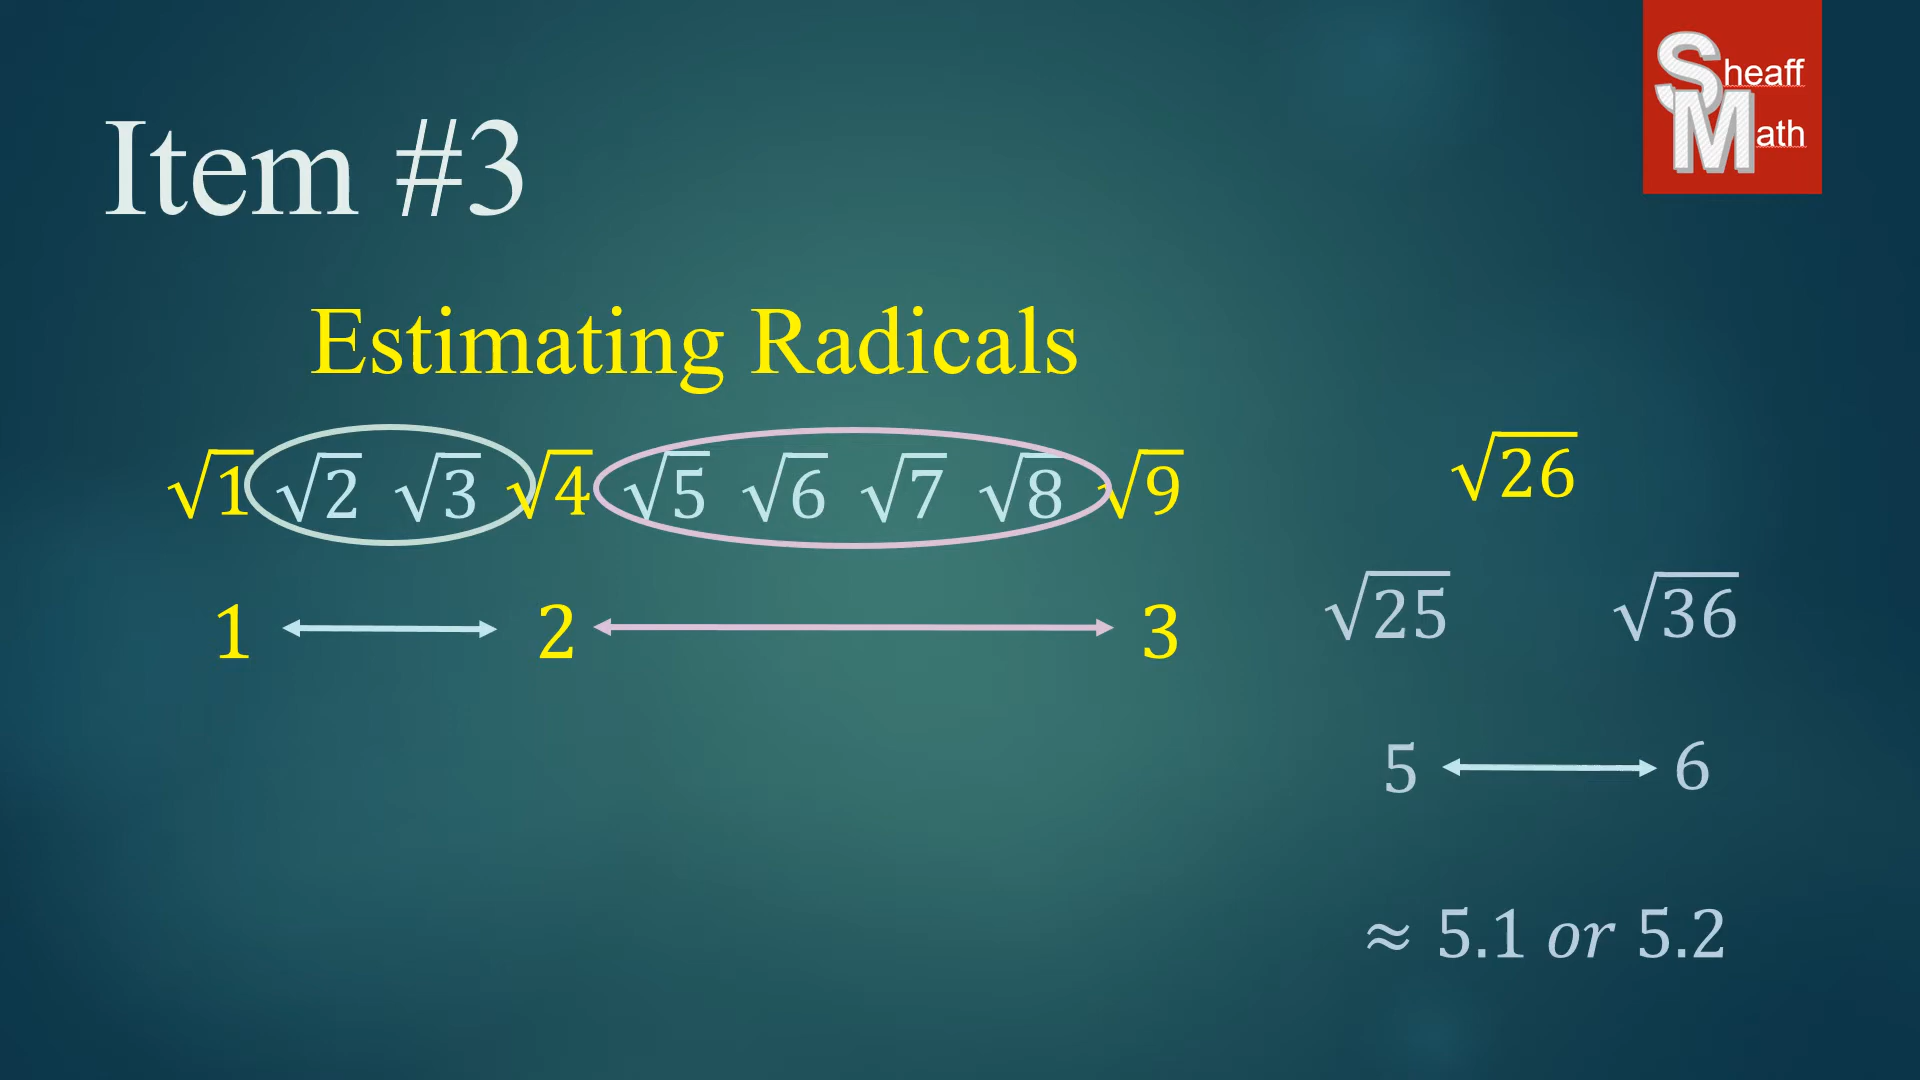 Sheaff
Math
Item #3
Estimating Radicals
√1 √2 √3 √4 √5 √6 √7 √8 √9
1 2 3
√26
√25 √36
5 6
≈ 5.1 or 5.2